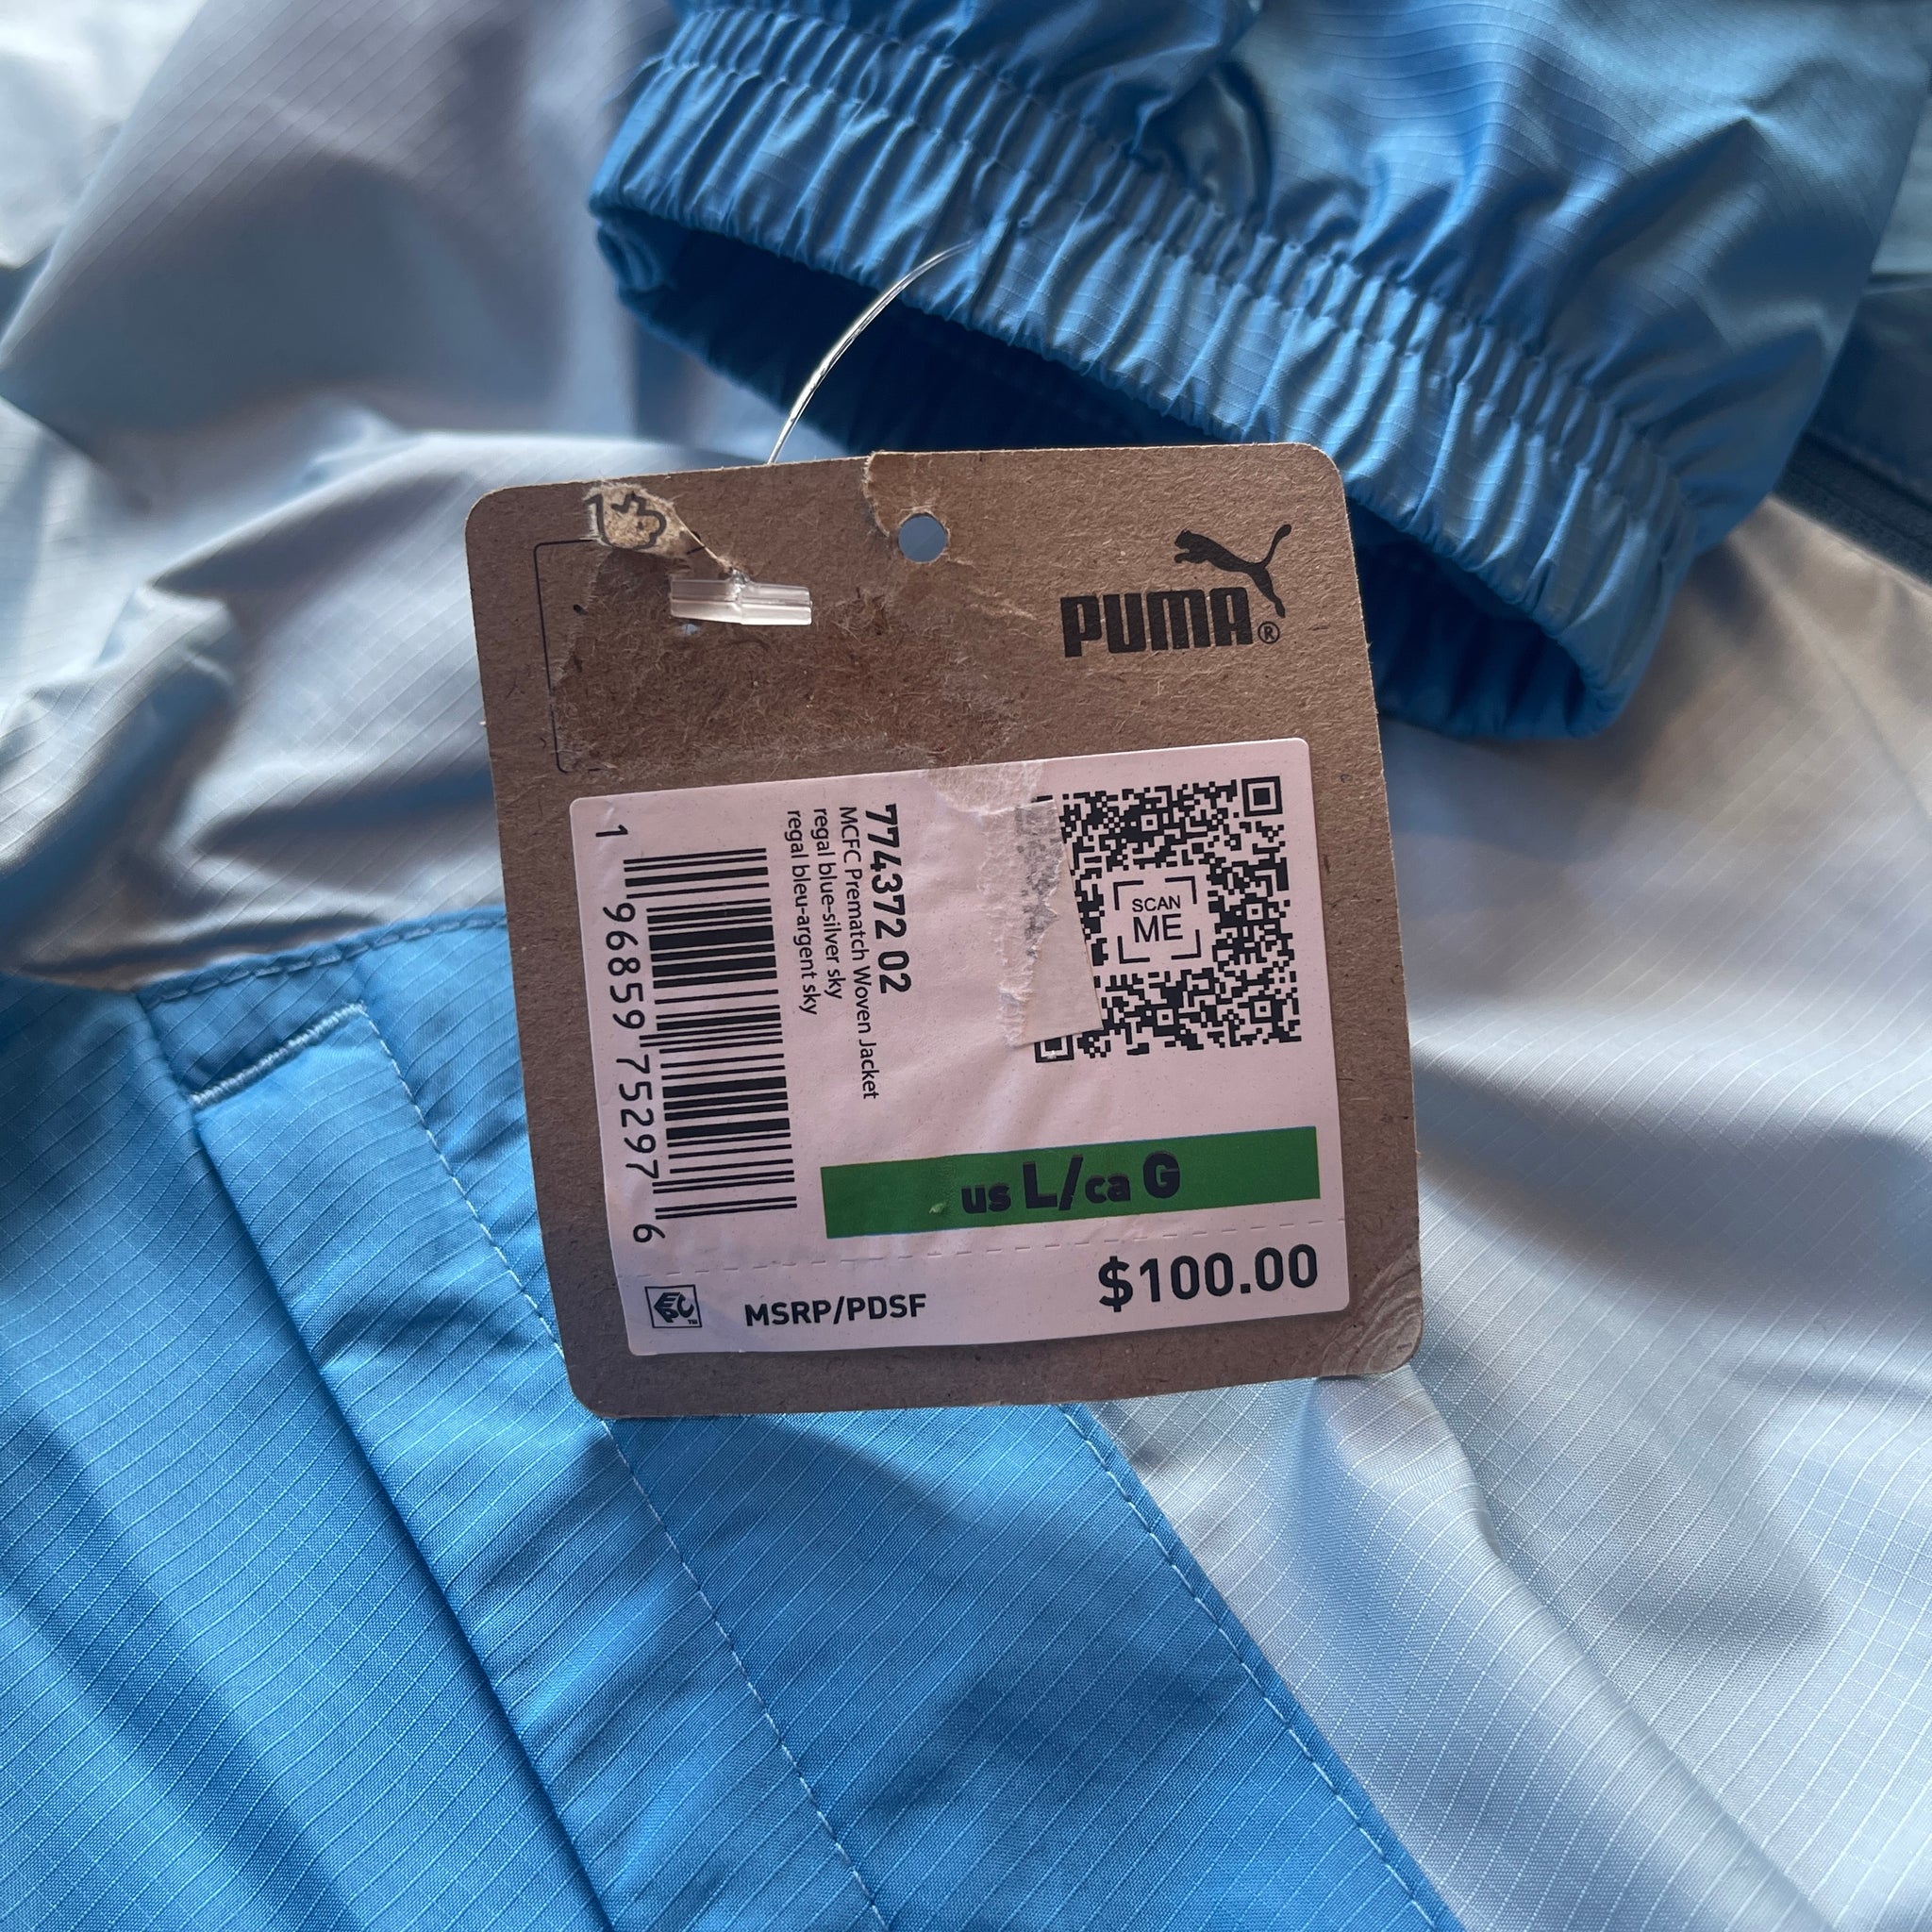 PUMA®
SCAN
ME
774372 02
MCFC Prematch Woven Jacket
regal blue-silver sky
regal bleu-argent sky
1 96859 75297 6
us L/ca G
MSRP/PDSF
$100.00